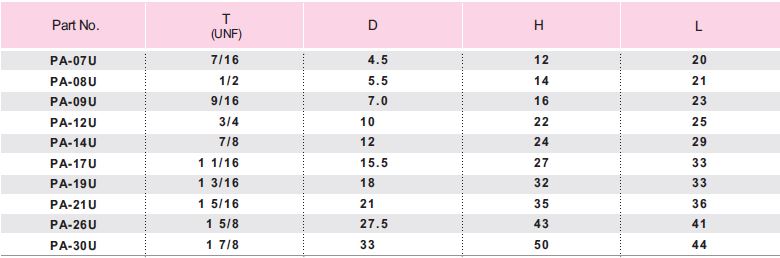 Part No. T (UNF) D H L
PA-07U 7/16 4.5 12 20
PA-08U 1/2 5.5 14 21
PA-09U 9/16 7.0 16 23
PA-12U 3/4 10 22 25
PA-14U 7/8 12 24 29
PA-17U 1 1/16 15.5 27 33
PA-19U 1 3/16 18 32 33
PA-21U 1 5/16 21 35 36
PA-26U 1 5/8 27.5 43 41
PA-30U 1 7/8 33 50 44